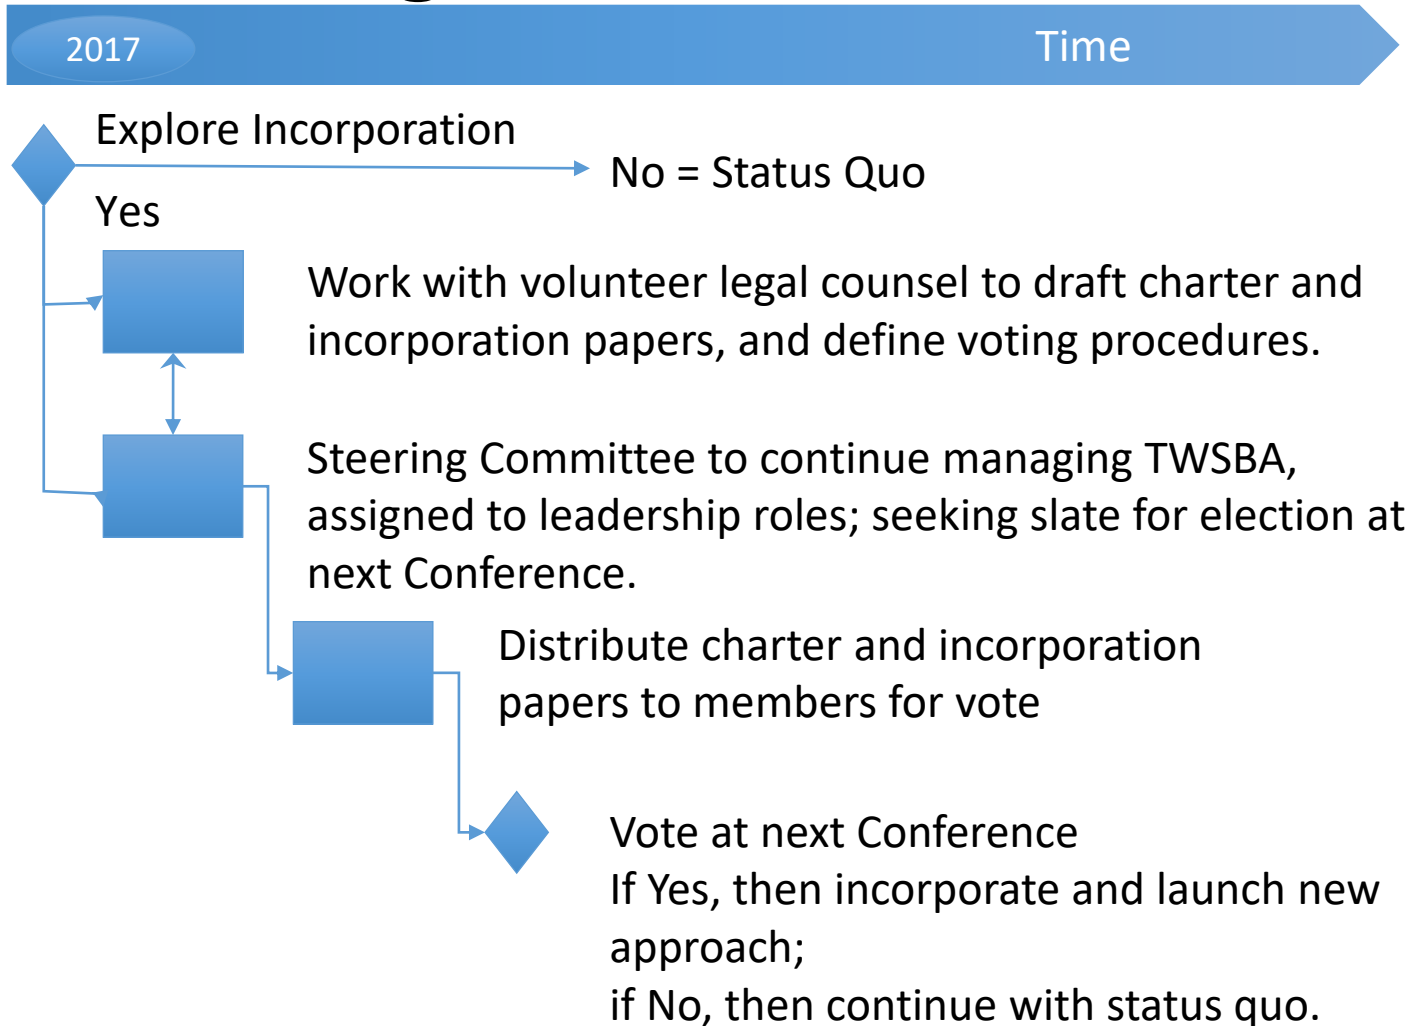 2017
Time
Explore Incorporation
No = Status Quo
Yes
Work with volunteer legal counsel to draft charter and
incorporation papers, and define voting procedures.
Steering Committee to continue managing TWSBA,
assigned to leadership roles; seeking slate for election at
next Conference.
Distribute charter and incorporation
papers to members for vote
Vote at next Conference
If Yes, then incorporate and launch new
approach;
if No, then continue with status quo.